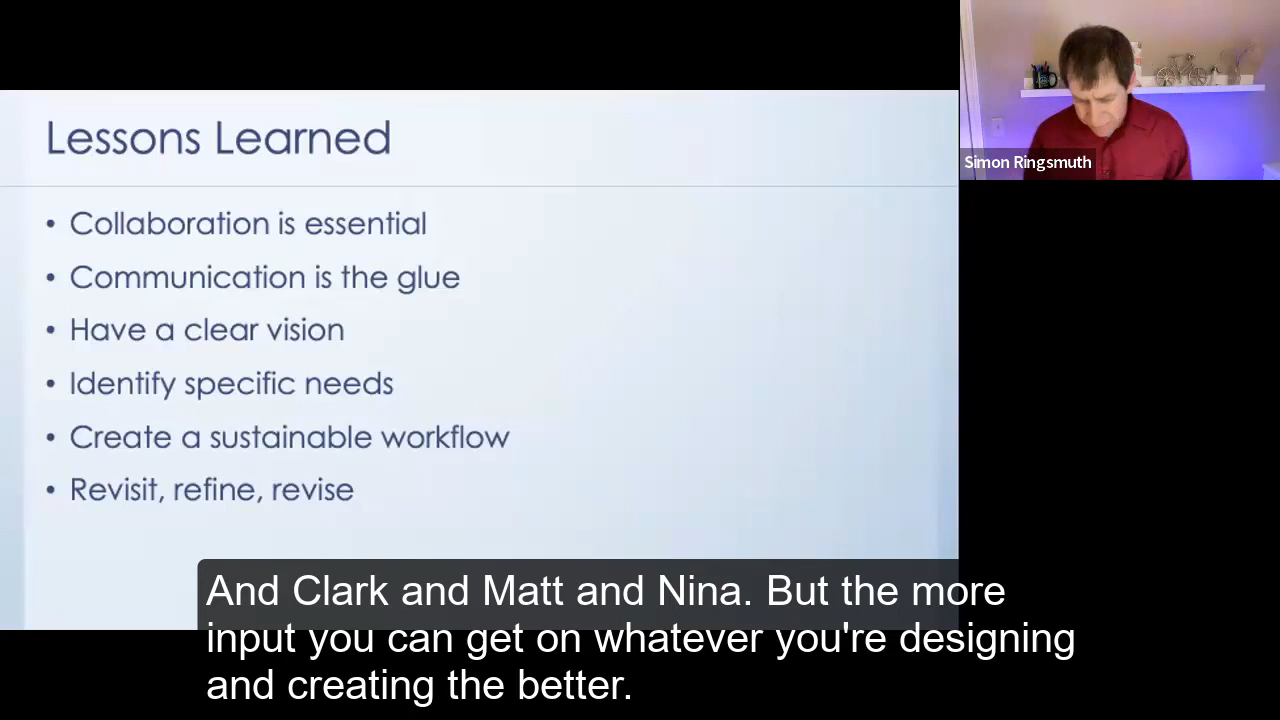 Lessons Learned
Simon Ringsmuth
• Collaboration is essential
• Communication is the glue
• Have a clear vision
• Identify specific needs
• Create a sustainable workflow
• Revisit, refine, revise
And Clark and Matt and Nina. But the more
input you can get on whatever you're designing
and creating the better.